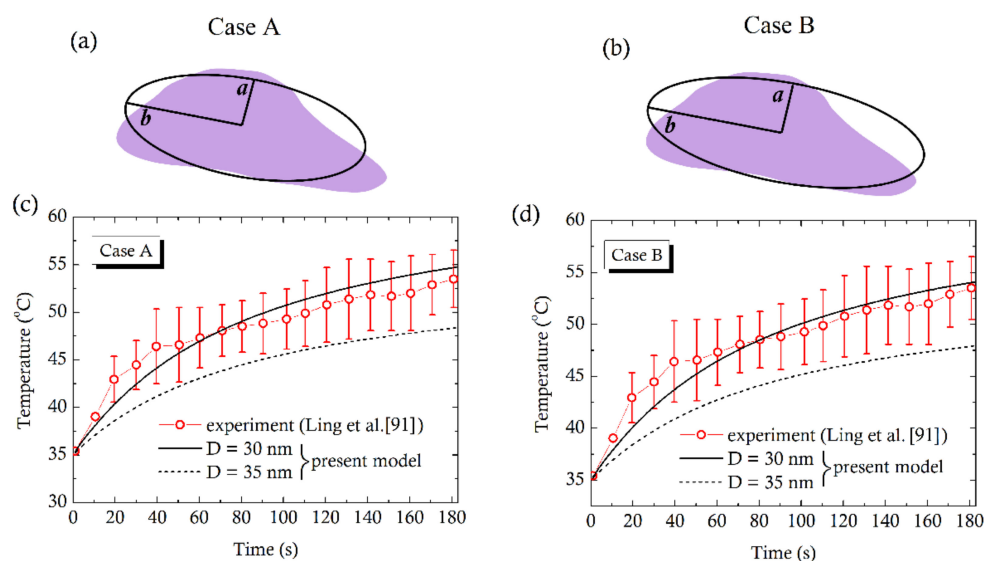 Case A
Case B
(a)
(b)
a
b
a
b
(c)
60
55
50
45
40
35
30
Temperature (°C)
Case A
experiment (Ling et al.[91])
D = 30 nm
D = 35 nm
present model
0 20 40 60 80 100 120 140 160 180
Time (s)
(d)
60
55
50
45
40
35
Temperature (°C)
Case B
experiment (Ling et al.[91])
D = 30 nm
D = 35 nm
present model
0 20 40 60 80 100 120 140 160 180
Time (s)